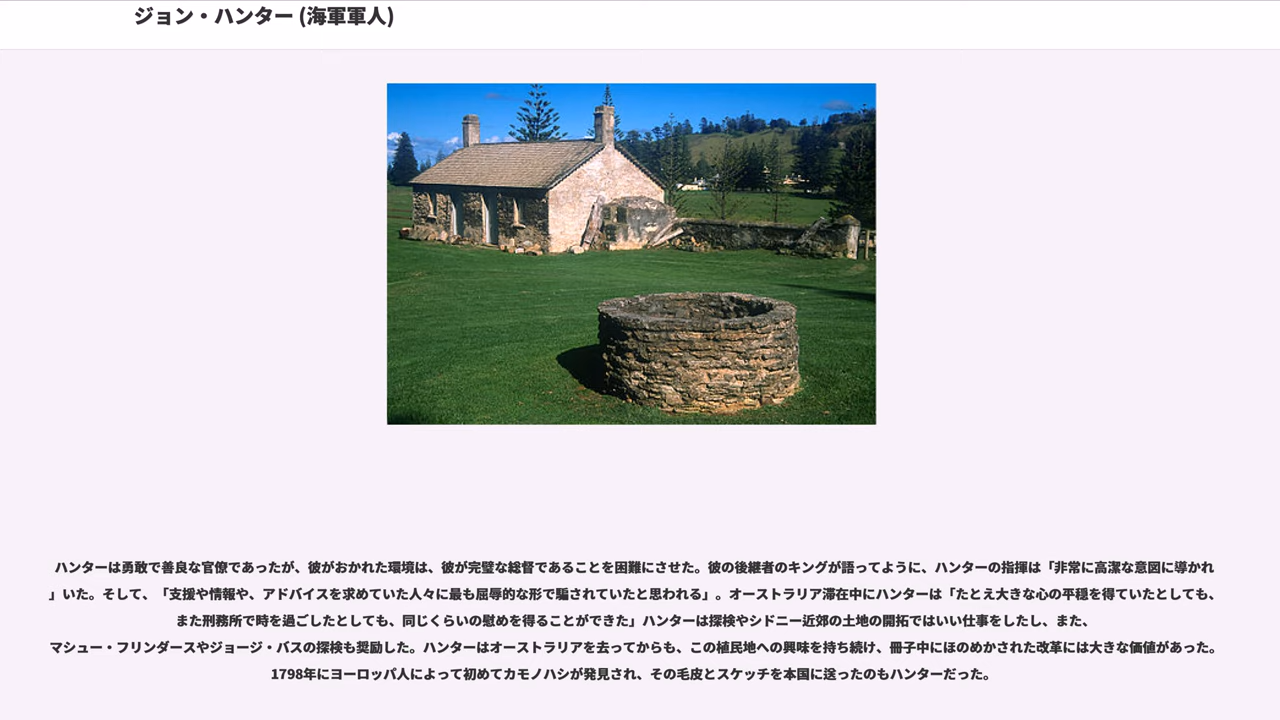 ジョン・ハンター (海軍軍人)
ハンターは勇敢で善良な官僚であったが、彼がおかれた環境は、彼が完璧な総督であることを困難にさせた。彼の後継者のキングが語ってように、ハンターの指揮は「非常に高潔な意図に導かれ
」いた。そして、「支援や情報や、アドバイスを求めていた人々に最も屈辱的な形で騙されていたと思われる」。オーストラリア滞在中にハンターは「たとえ大きな心の平穏を得ていたとしても、
また刑務所で時を過ごしたとしても、同じくらいの慰めを得ることができた」ハンターは探検やシドニー近郊の土地の開拓ではいい仕事をしたし、また、
マシュー・フリンダースやジョージ・バスの探検も奨励した。ハンターはオーストラリアを去ってからも、この植民地への興味を持ち続け、冊子中にほのめかされた改革には大きな価値があった。
1798年にヨーロッパ人によって初めてカモノハシが発見され、その毛皮とスケッチを本国に送ったのもハンターだった。